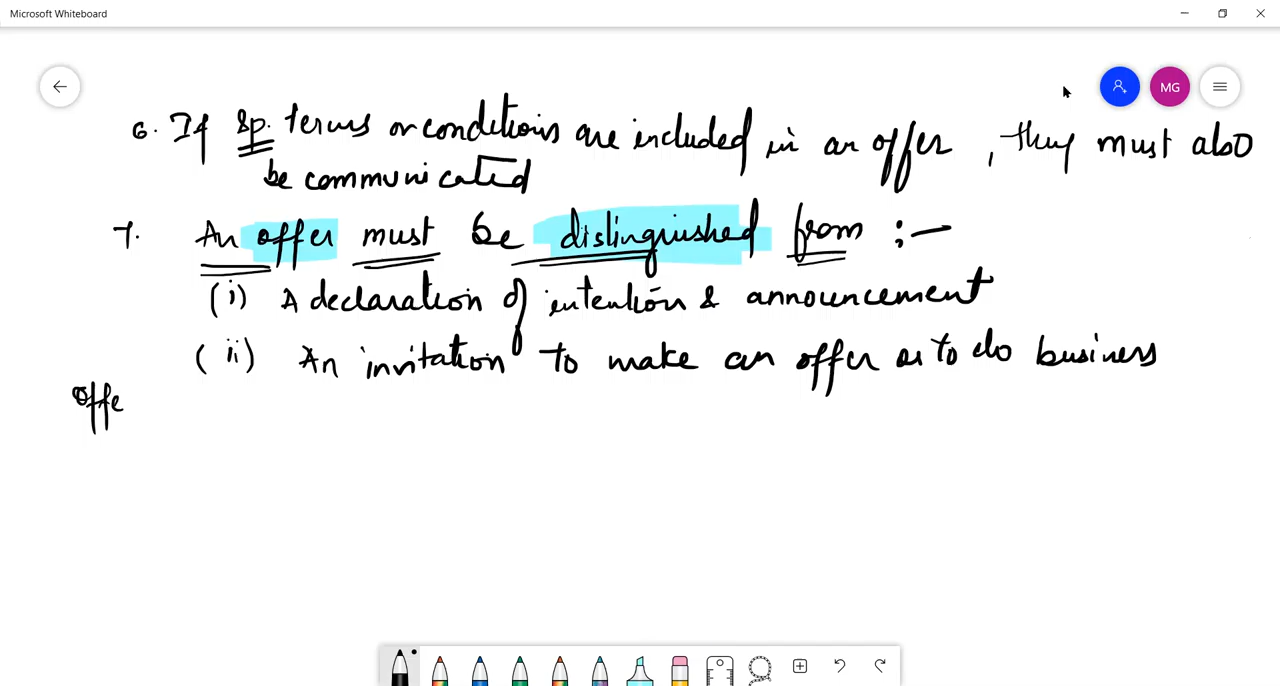 Microsoft Whiteboard
MG
6. If sp. terms or conditions are included in an offer, they must also
be communicated
7. An offer must be distinguished from :-
(i) A declaration of intention & announcement
(ii) An invitation to make an offer or to do business
offe